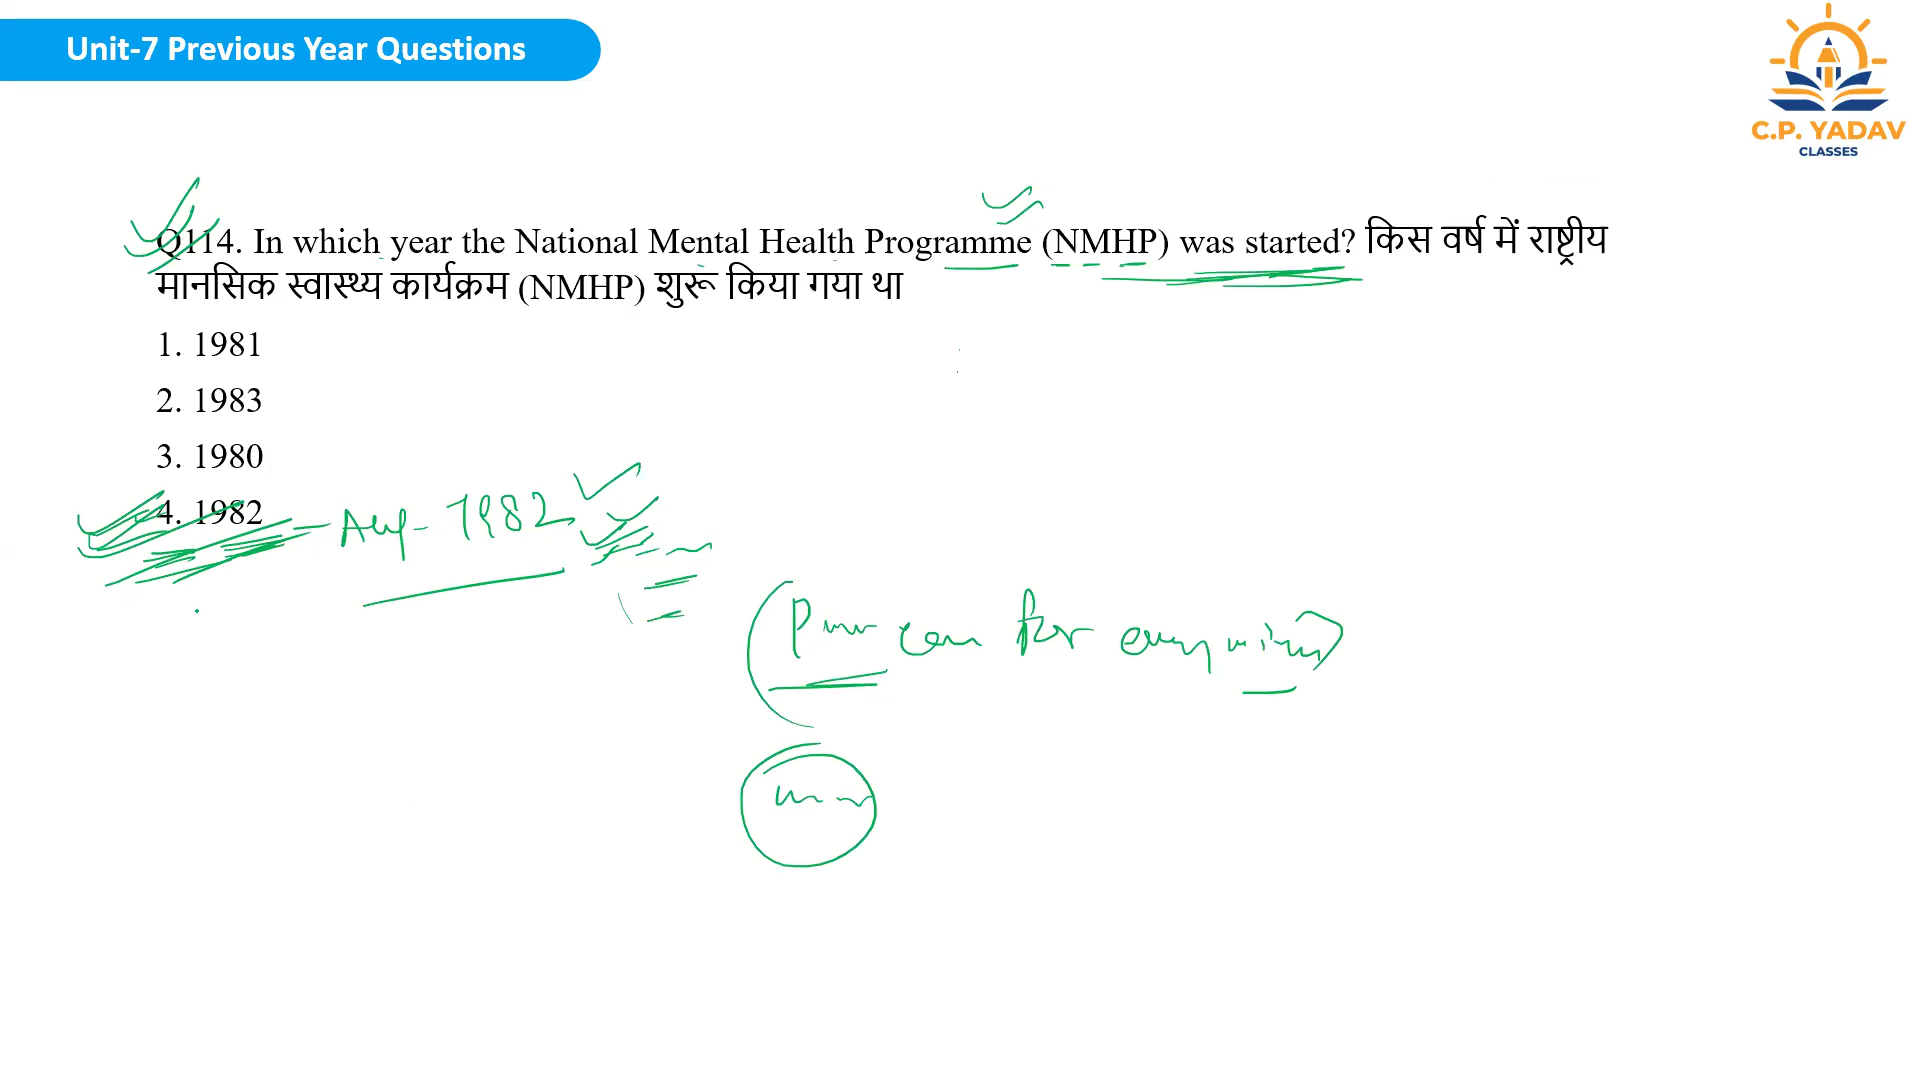 Unit-7 Previous Year Questions
C.P. YADAV
CLASSES
Q114. In which year the National Mental Health Programme (NMHP) was started? किस वर्ष में राष्ट्रीय
मानसिक स्वास्थ्य कार्यक्रम (NMHP) शुरू किया गया था
1. 1981
2. 1983
3. 1980
4. 1982
1982
for